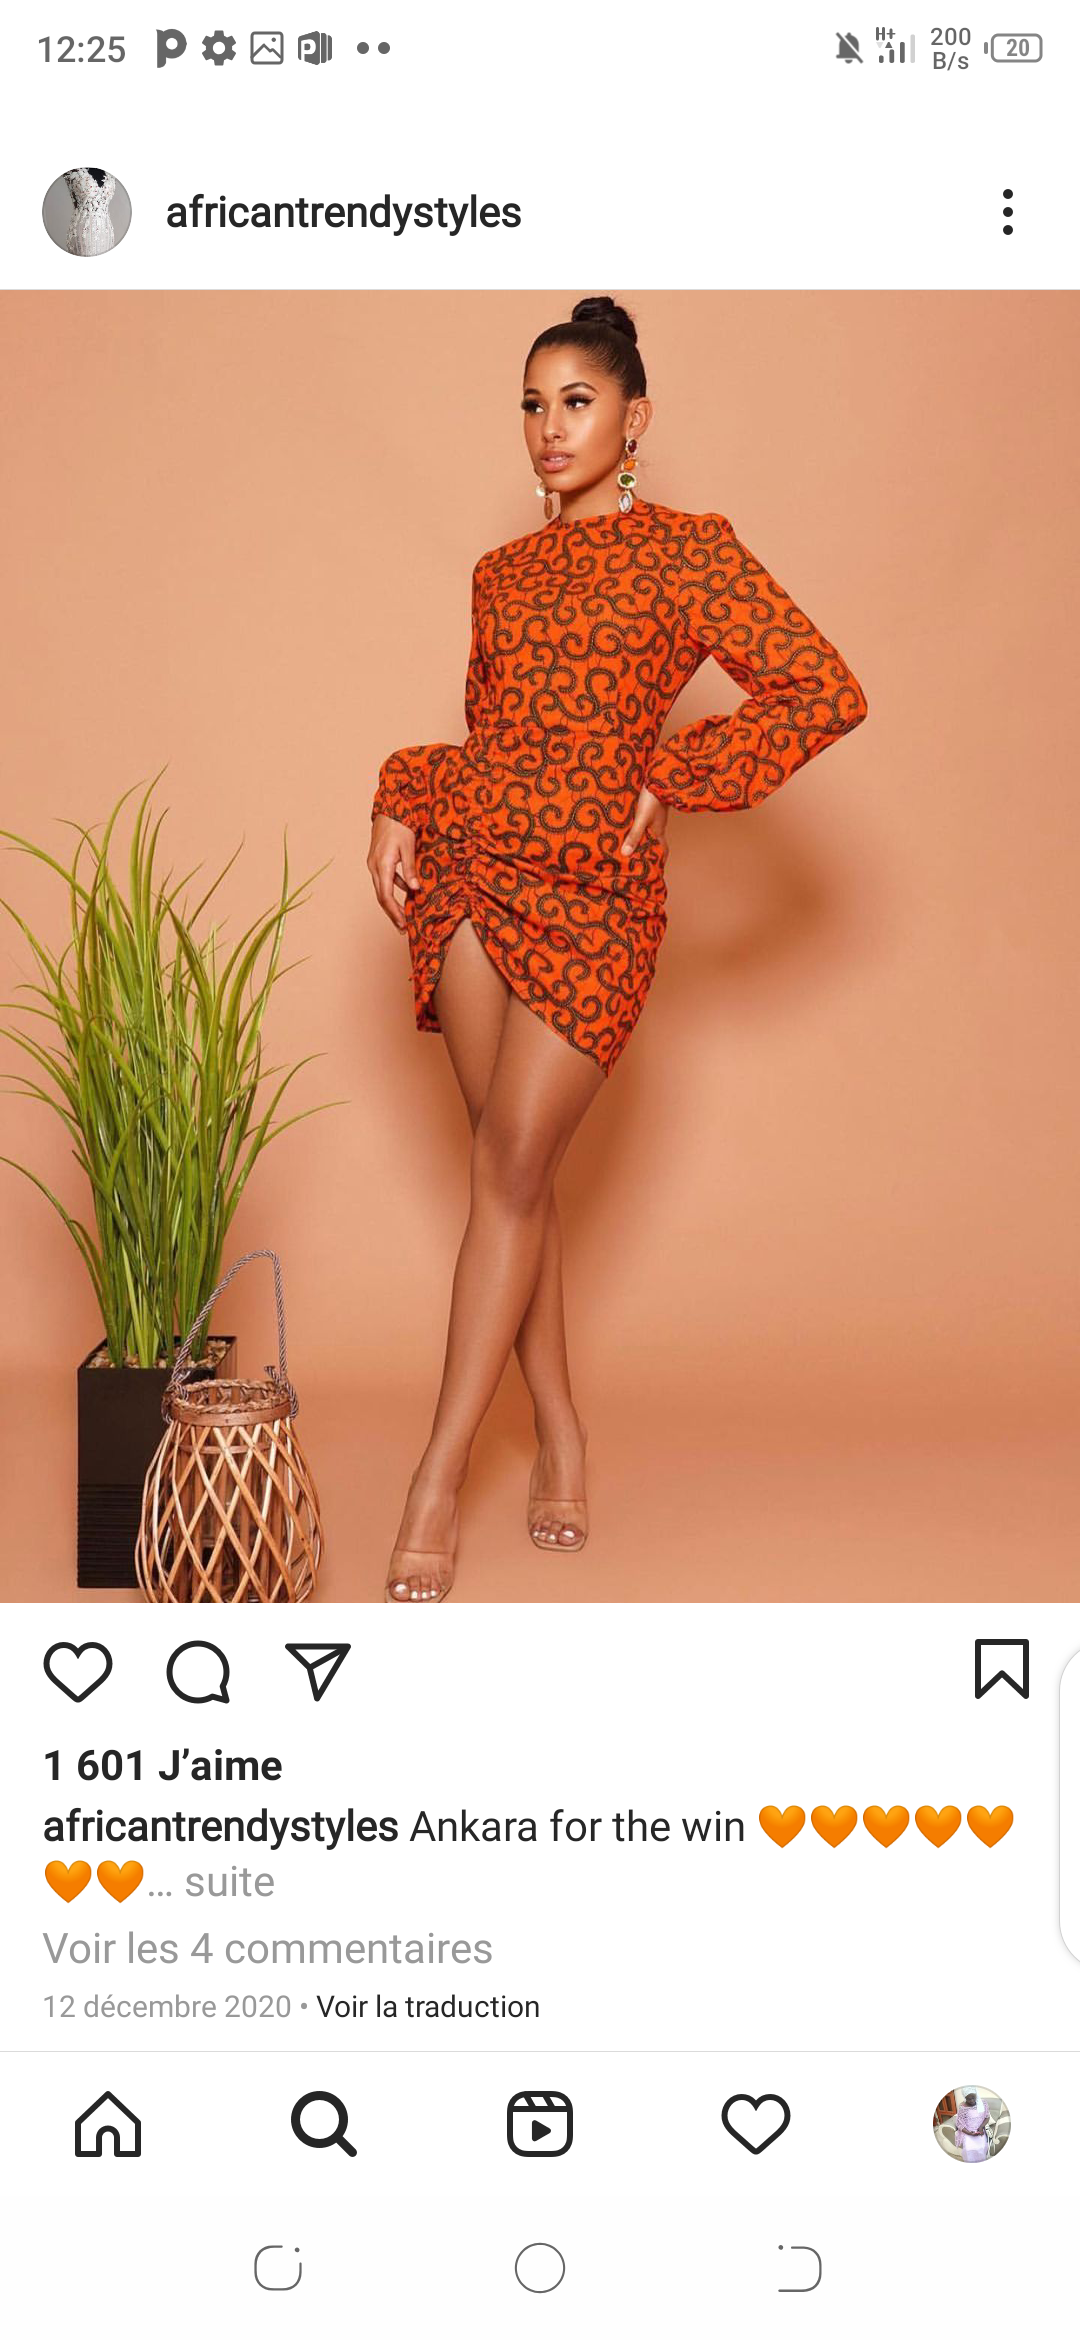 12:25
H+
200
B/s
20
africantrendystyles
1 601 J’aime
africantrendystyles Ankara for the win 🧡🧡🧡🧡🧡
🧡🧡... suite
Voir les 4 commentaires
12 décembre 2020 • Voir la traduction